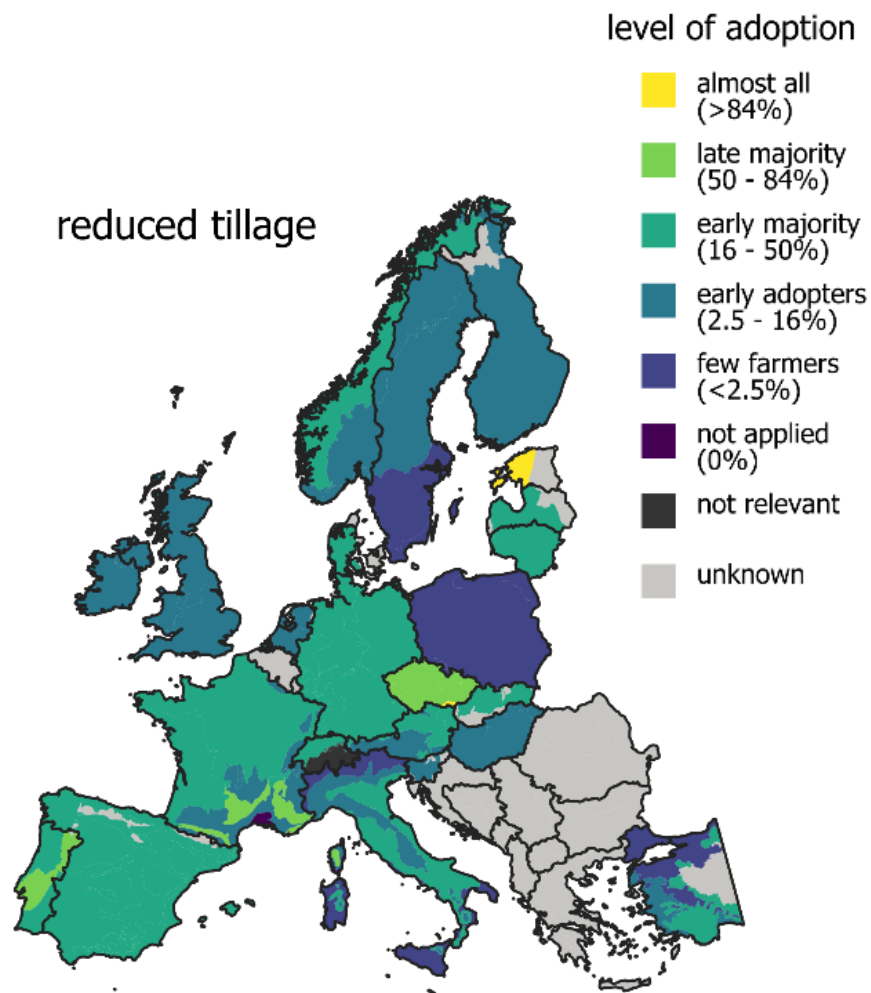 level of adoption
almost all
(>84%)
late majority
(50 - 84%)
reduced tillage
early majority
(16 - 50%)
early adopters
(2.5 - 16%)
few farmers
(<2.5%)
not applied
(0%)
not relevant
unknown